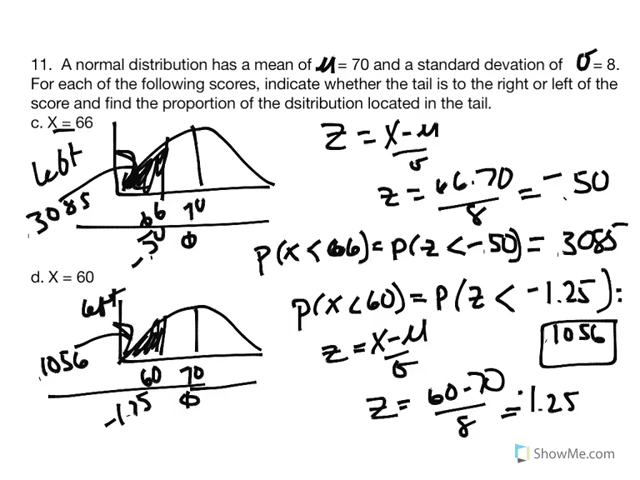 11. A normal distribution has a mean of μ = 70 and a standard devation of σ = 8.
For each of the following scores, indicate whether the tail is to the right or left of the
score and find the proportion of the dsitribution located in the tail.
c. X = 66
left
.3085
66 70
-.50 0
Z = X-μ/σ
Z = 66-70/8 = -.50
P(X < 66) = P(Z < -.50) = .3085
d. X = 60
left
.1056
60 70
-1.25 0
P(X < 60) = P(Z < -1.25) =
.1056
Z = X-μ/σ
Z = 60-70/8 = -1.25
ShowMe.com